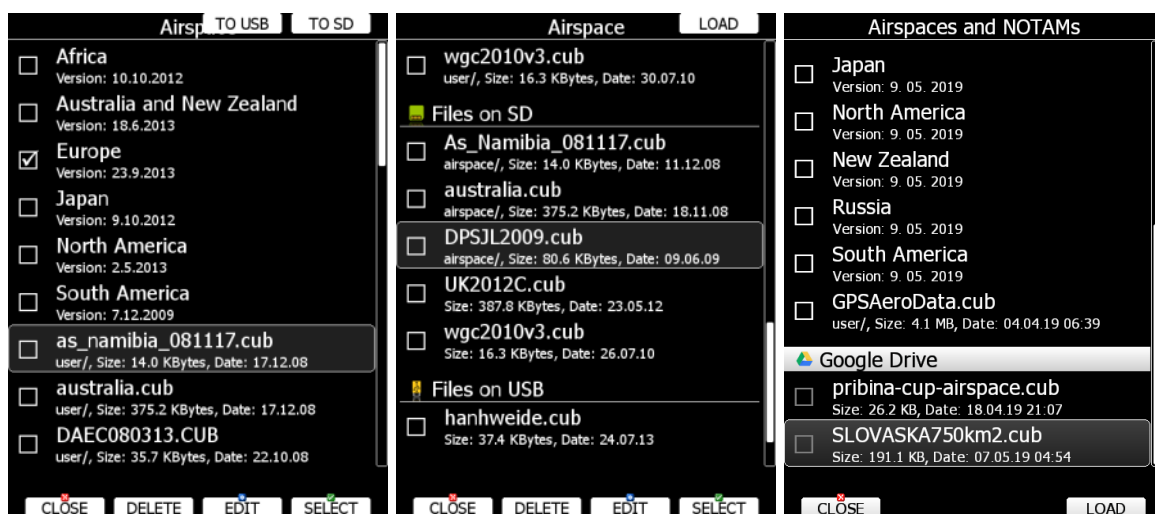 Airspace
TO USB
TO SD
Africa
Version: 10.10.2012
Australia and New Zealand
Version: 18.6.2013
Europe
Version: 23.9.2013
Japan
Version: 9.10.2012
North America
Version: 2.5.2013
South America
Version: 7.12.2009
as_namibia_081117.cub
user/, Size: 14.0 KBytes, Date: 17.12.08
australia.cub
user/, Size: 375.2 KBytes, Date: 17.12.08
DAEC080313.CUB
user/, Size: 35.7 KBytes, Date: 22.10.08
CLOSE
DELETE
EDIT
SELECT
Airspace
LOAD
wgc2010v3.cub
user/, Size: 16.3 KBytes, Date: 30.07.10
Files on SD
As_Namibia_081117.cub
airspace/, Size: 14.0 KBytes, Date: 11.12.08
australia.cub
airspace/, Size: 375.2 KBytes, Date: 18.11.08
DPSJL2009.cub
airspace/, Size: 80.6 KBytes, Date: 09.06.09
UK2012C.cub
Size: 387.8 KBytes, Date: 23.05.12
wgc2010v3.cub
Size: 16.3 KBytes, Date: 26.07.10
Files on USB
hanhweide.cub
Size: 37.4 KBytes, Date: 24.07.13
CLOSE
DELETE
EDIT
SELECT
Airspaces and NOTAMs
Japan
Version: 9. 05. 2019
North America
Version: 9. 05. 2019
New Zealand
Version: 9. 05. 2019
Russia
Version: 9. 05. 2019
South America
Version: 9. 05. 2019
GPSAeroData.cub
user/, Size: 4.1 MB, Date: 04.04.19 06:39
Google Drive
pribina-cup-airspace.cub
Size: 26.2 KB, Date: 18.04.19 21:07
SLOVASKA750km2.cub
Size: 191.1 KB, Date: 07.05.19 04:54
CLOSE
LOAD